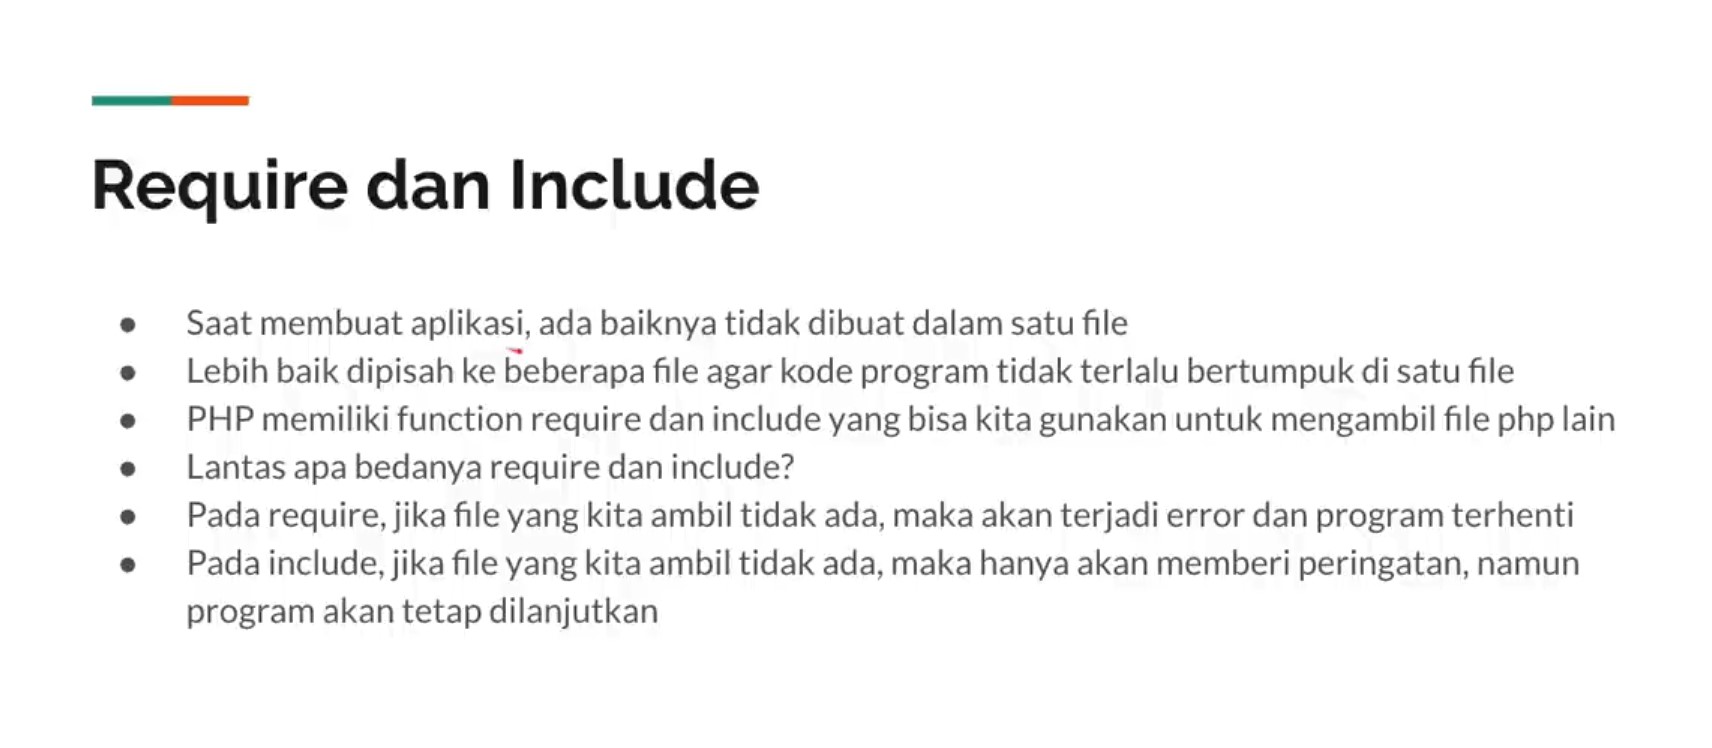 Require dan Include
● Saat membuat aplikasi, ada baiknya tidak dibuat dalam satu file
● Lebih baik dipisah ke beberapa file agar kode program tidak terlalu bertumpuk di satu file
● PHP memiliki function require dan include yang bisa kita gunakan untuk mengambil file php lain
● Lantas apa bedanya require dan include?
● Pada require, jika file yang kita ambil tidak ada, maka akan terjadi error dan program terhenti
● Pada include, jika file yang kita ambil tidak ada, maka hanya akan memberi peringatan, namun
program akan tetap dilanjutkan